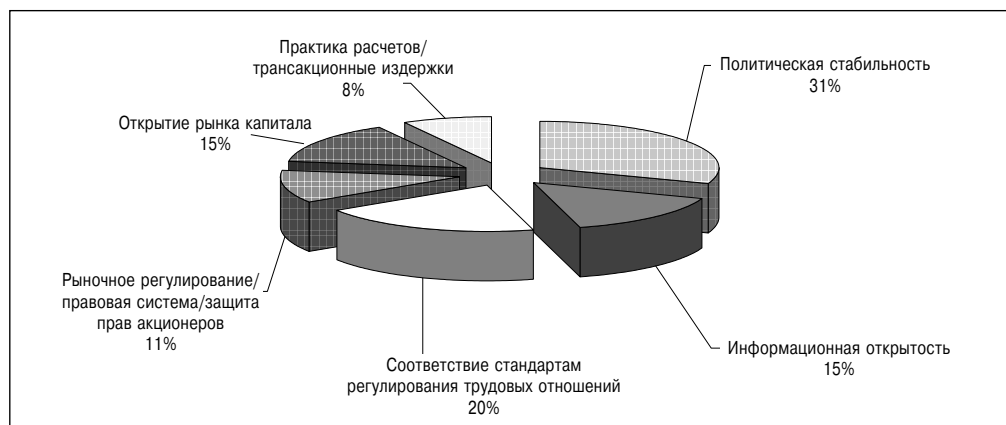 Практика расчетов/
трансакционные издержки
8%
Политическая стабильность
31%
Открытие рынка капитала
15%
Рыночное регулирование/
правовая система/защита
прав акционеров
11%
Информационная открытость
15%
Соответствие стандартам
регулирования трудовых отношений
20%